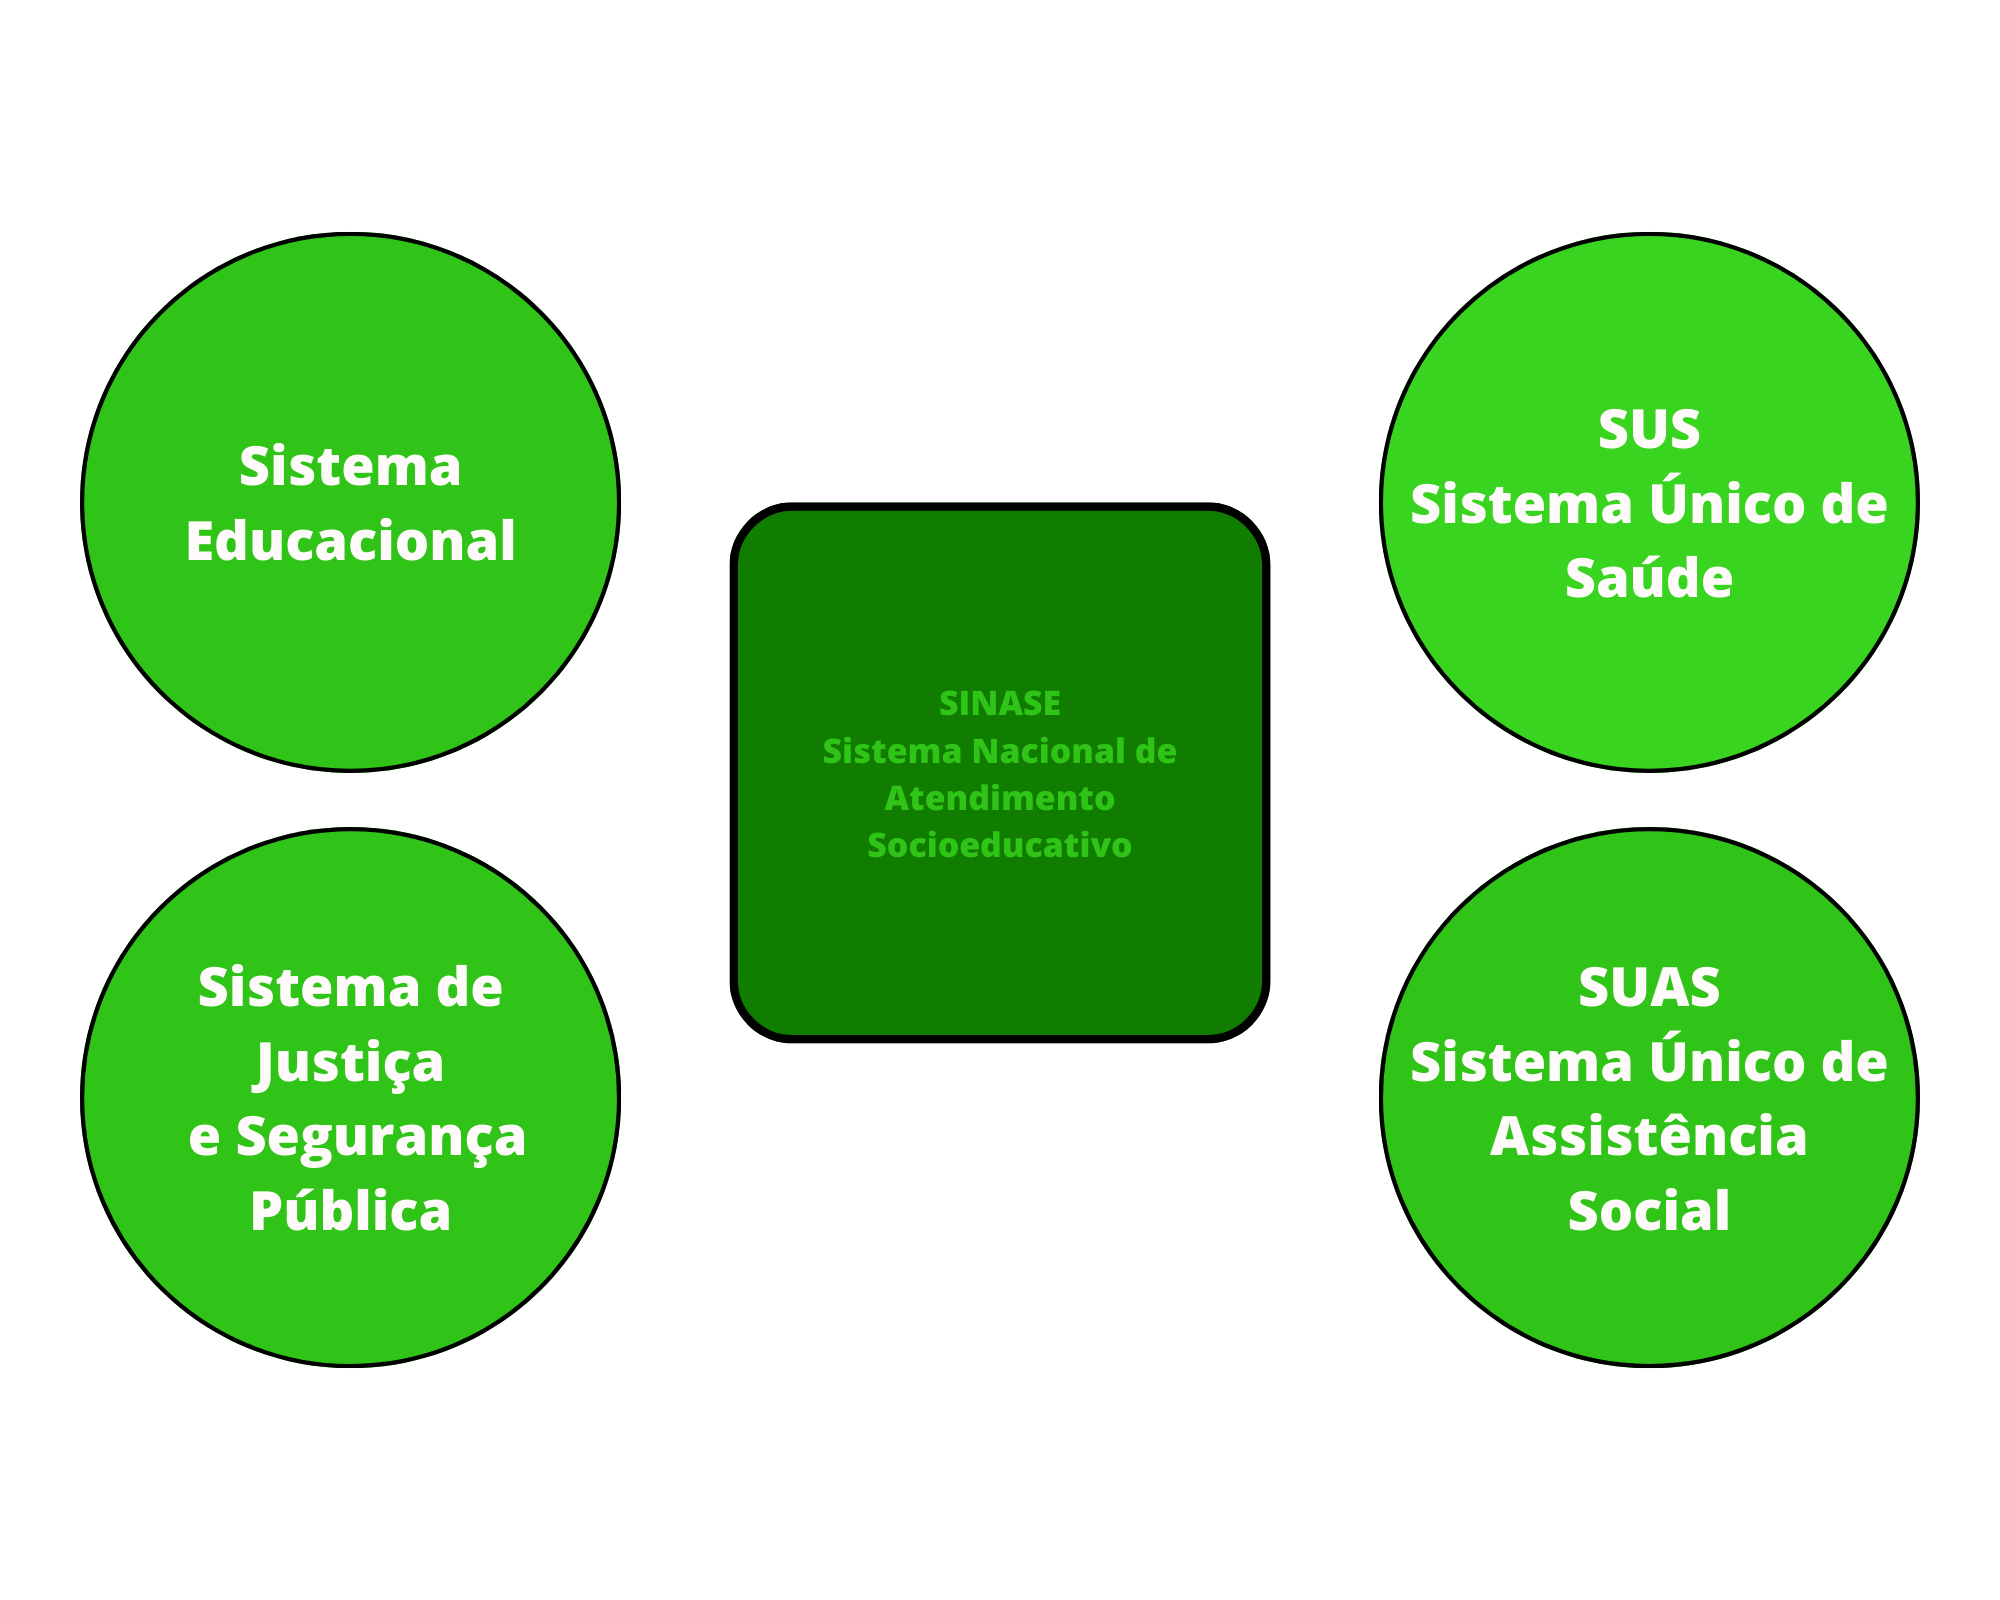 Sistema
Educacional
SUS
Sistema Único de
Saúde
SINASE
Sistema Nacional de
Atendimento
Socioeducativo
Sistema de
Justiça
e Segurança
Pública
SUAS
Sistema Único de
Assistência
Social